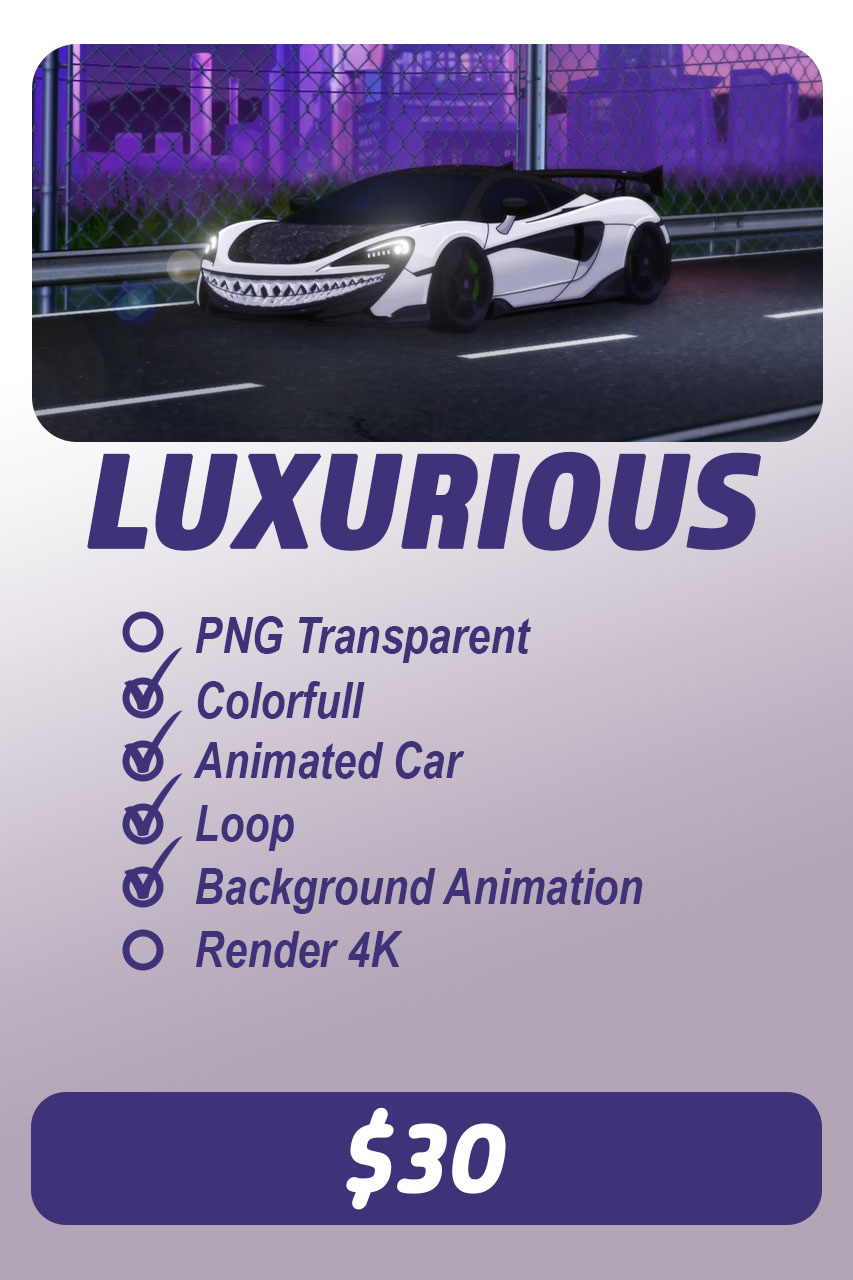 LUXURIOUS
PNG Transparent
Colorfull
Animated Car
Loop
Background Animation
Render 4K
$30